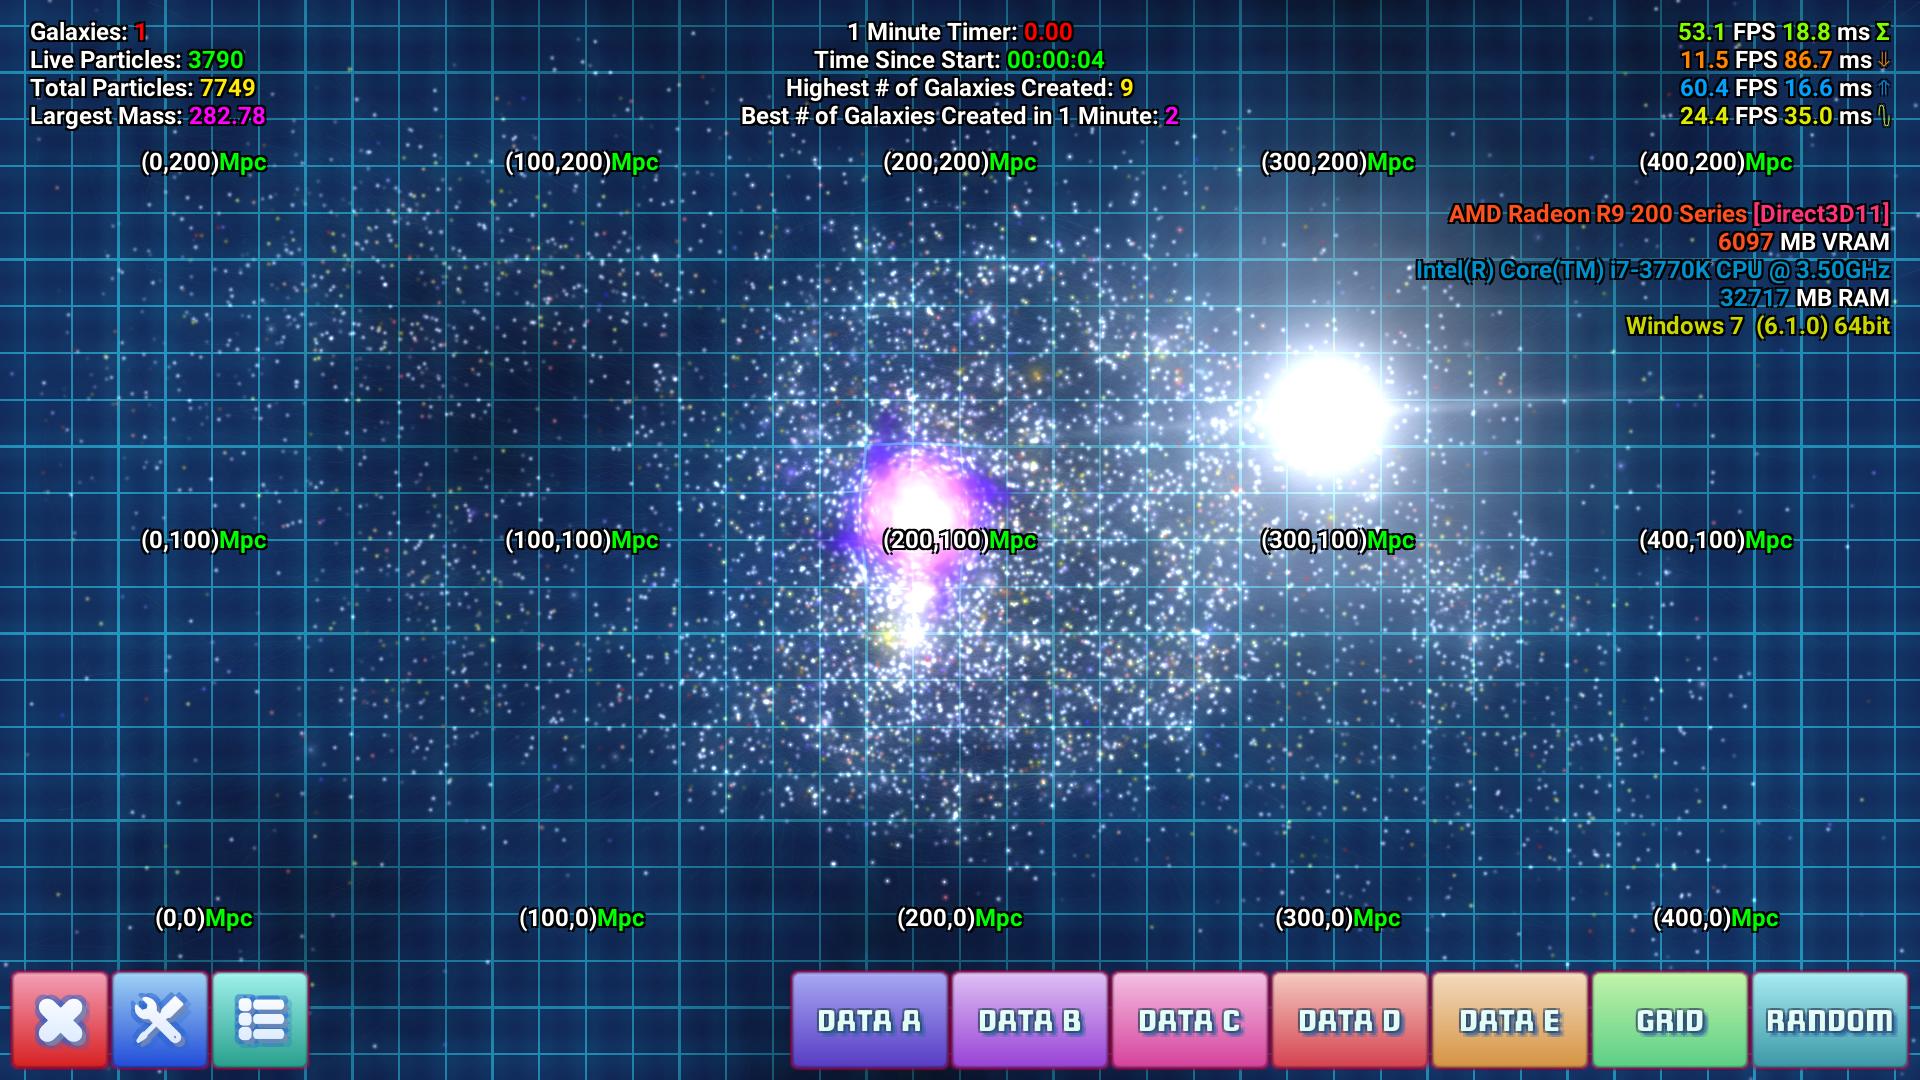 Galaxies: 1
Live Particles: 3790
Total Particles: 7749
Largest Mass: 282.78
1 Minute Timer: 0.00
Time Since Start: 00:00:04
Highest # of Galaxies Created: 9
Best # of Galaxies Created in 1 Minute: 2
53.1 FPS 18.8 ms Σ
11.5 FPS 86.7 ms ⇓
60.4 FPS 16.6 ms ⇑
24.4 FPS 35.0 ms
(0,200)Mpc
(100,200)Mpc
(200,200)Mpc
(300,200)Mpc
(400,200)Mpc
AMD Radeon R9 200 Series [Direct3D11]
6097 MB VRAM
Intel(R) Core(TM) i7-3770K CPU @ 3.50GHz
32717 MB RAM
Windows 7 (6.1.0) 64bit
(0,100)Mpc
(100,100)Mpc
(200,100)Mpc
(300,100)Mpc
(400,100)Mpc
(0,0)Mpc
(100,0)Mpc
(200,0)Mpc
(300,0)Mpc
(400,0)Mpc
DATA A
DATA B
DATA C
DATA D
DATA E
GRID
RANDOM